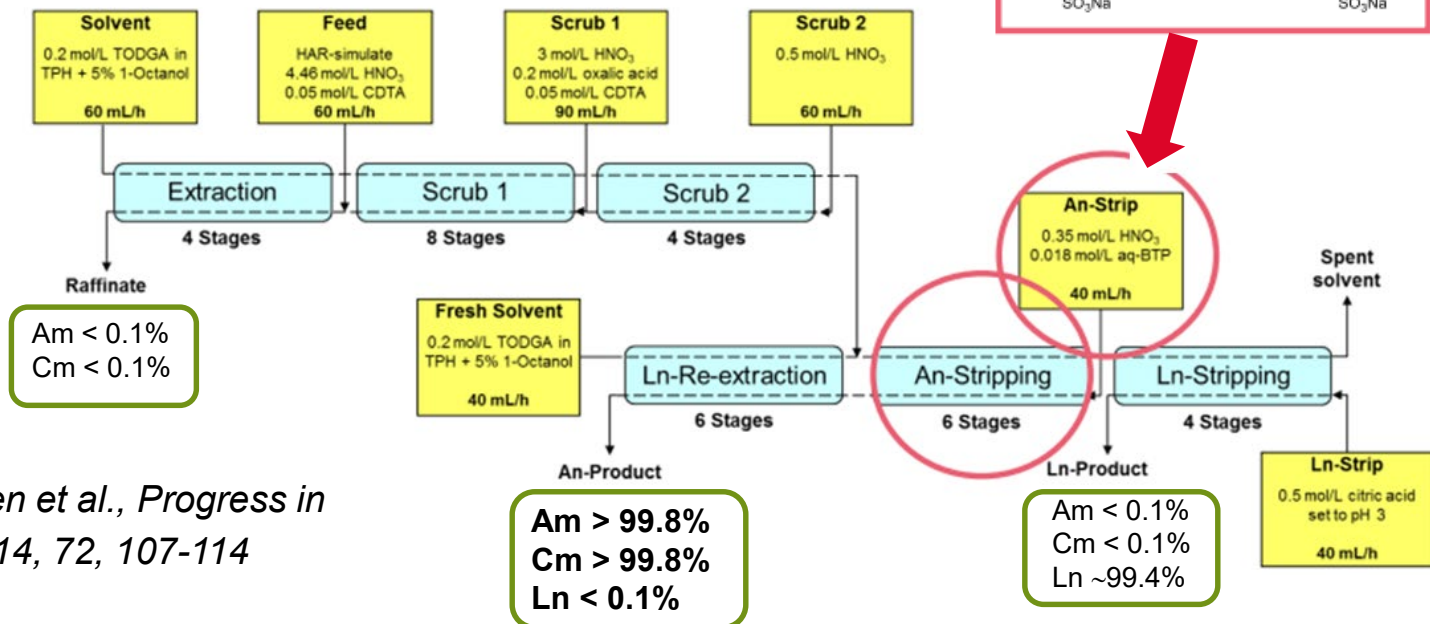 SO₃Na
SO₃Na
Solvent
0.2 mol/L TODGA in
TPH + 5% 1-Octanol
60 mL/h
Feed
HAR-simulate
4.46 mol/L HNO₃
0.05 mol/L CDTA
60 mL/h
Scrub 1
3 mol/L HNO₃
0.2 mol/L oxalic acid
0.05 mol/L CDTA
90 mL/h
Scrub 2
0.5 mol/L HNO₃
60 mL/h
Extraction
4 Stages
Scrub 1
8 Stages
Scrub 2
4 Stages
Raffinate
Am < 0.1%
Cm < 0.1%
An-Strip
0.35 mol/L HNO₃
0.018 mol/L aq-BTP
40 mL/h
Spent
solvent
Fresh Solvent
0.2 mol/L TODGA in
TPH + 5% 1-Octanol
40 mL/h
Ln-Re-extraction
6 Stages
An-Stripping
6 Stages
Ln-Stripping
4 Stages
An-Product
Am > 99.8%
Cm > 99.8%
Ln < 0.1%
Ln-Product
Am < 0.1%
Cm < 0.1%
Ln ~99.4%
Ln-Strip
0.5 mol/L citric acid
set to pH 3
40 mL/h
en et al., Progress in
14, 72, 107-114